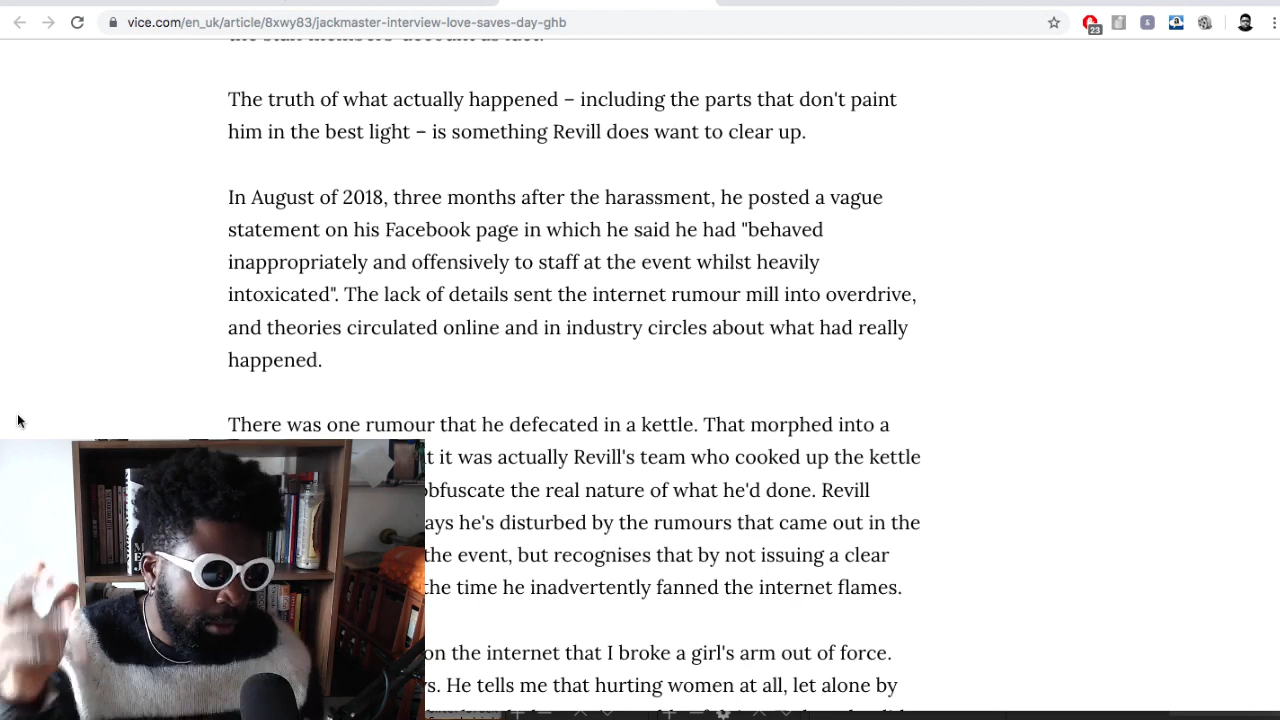 vice.com/en_uk/article/8xwy83/jackmaster-interview-love-saves-day-ghb
23
The truth of what actually happened – including the parts that don't paint
him in the best light – is something Revill does want to clear up.
In August of 2018, three months after the harassment, he posted a vague
statement on his Facebook page in which he said he had "behaved
inappropriately and offensively to staff at the event whilst heavily
intoxicated". The lack of details sent the internet rumour mill into overdrive,
and theories circulated online and in industry circles about what had really
happened.
There was one rumour that he defecated in a kettle. That morphed into a
it was actually Revill's team who cooked up the kettle
obfuscate the real nature of what he'd done. Revill
ays he's disturbed by the rumours that came out in the
the event, but recognises that by not issuing a clear
the time he inadvertently fanned the internet flames.
on the internet that I broke a girl's arm out of force.
He tells me that hurting women at all, let alone by